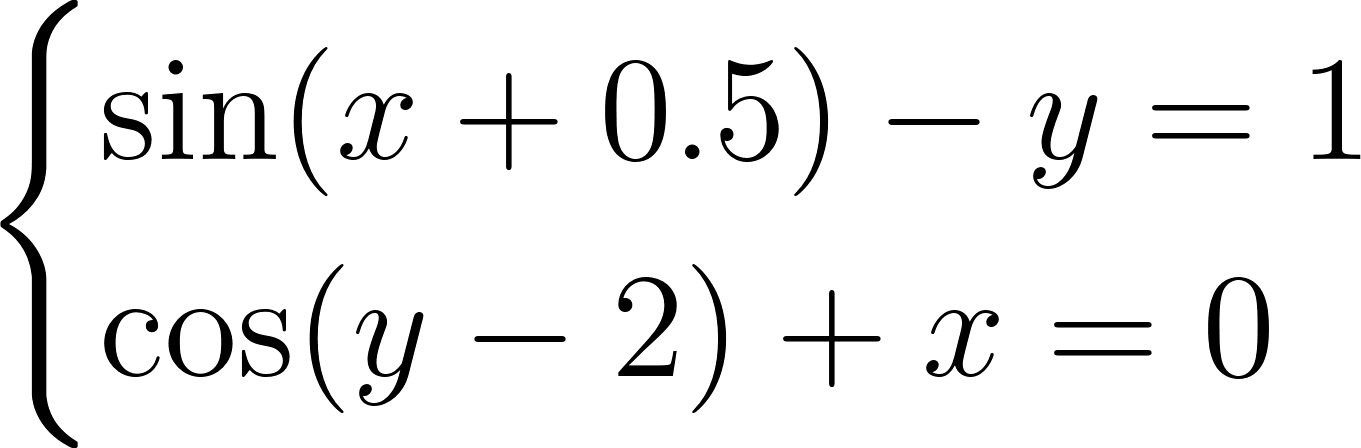 sin(x + 0.5) − y = 1
cos(y − 2) + x = 0